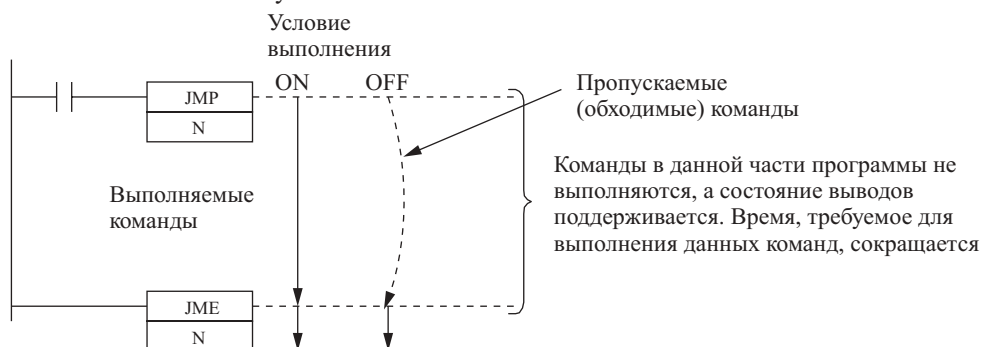 Условие
выполнения
ON OFF
Пропускаемые
(обходимые) команды
JMP
N
Выполняемые
команды
Команды в данной части программы не
выполняются, а состояние выводов
поддерживается. Время, требуемое для
выполнения данных команд, сокращается
JME
N